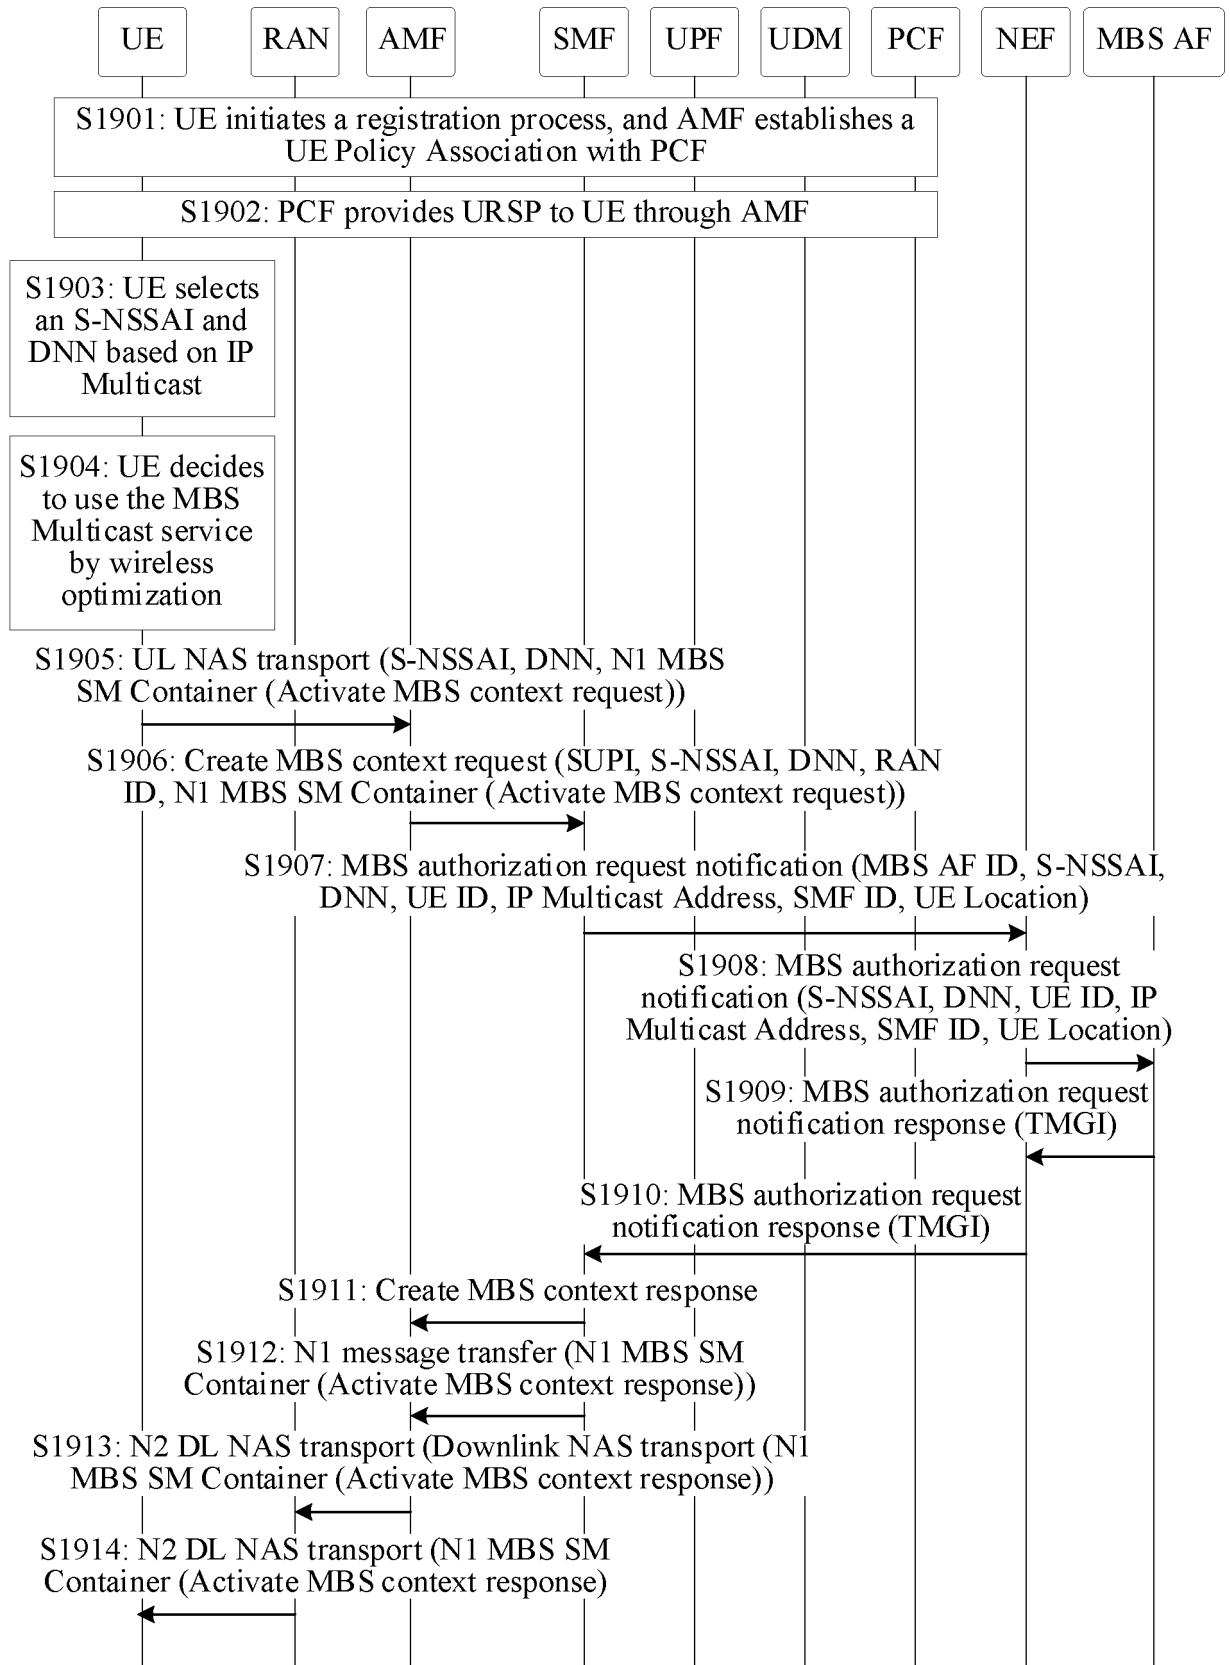 UE RAN AMF SMF UPF UDM PCF NEF MBS AF
S1901: UE initiates a registration process, and AMF establishes a
UE Policy Association with PCF
S1902: PCF provides URSP to UE through AMF
S1903: UE selects
an S-NSSAI and
DNN based on IP
Multicast
S1904: UE decides
to use the MBS
Multicast service
by wireless
optimization
S1905: UL NAS transport (S-NSSAI, DNN, N1 MBS
SM Container (Activate MBS context request))
S1906: Create MBS context request (SUPI, S-NSSAI, DNN, RAN
ID, N1 MBS SM Container (Activate MBS context request))
S1907: MBS authorization request notification (MBS AF ID, S-NSSAI,
DNN, UE ID, IP Multicast Address, SMF ID, UE Location)
S1908: MBS authorization request
notification (S-NSSAI, DNN, UE ID, IP
Multicast Address, SMF ID, UE Location)
S1909: MBS authorization request
notification response (TMGI)
S1910: MBS authorization request
notification response (TMGI)
S1911: Create MBS context response
S1912: N1 message transfer (N1 MBS SM
Container (Activate MBS context response))
S1913: N2 DL NAS transport (Downlink NAS transport (N1
MBS SM Container (Activate MBS context response))
S1914: N2 DL NAS transport (N1 MBS SM
Container (Activate MBS context response)